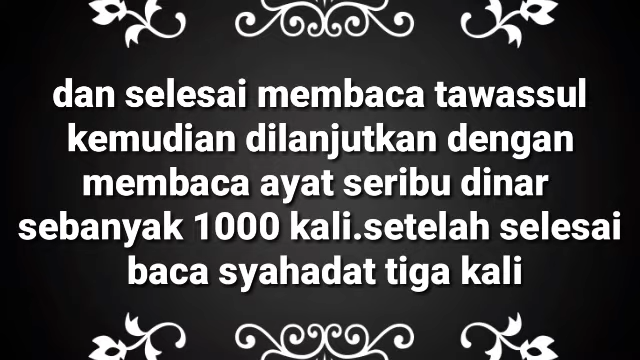 dan selesai membaca tawassul
kemudian dilanjutkan dengan
membaca ayat seribu dinar
sebanyak 1000 kali.setelah selesai
baca syahadat tiga kali